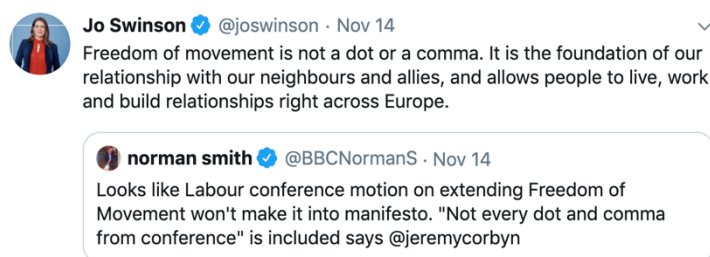 Jo Swinson @joswinson · Nov 14
Freedom of movement is not a dot or a comma. It is the foundation of our
relationship with our neighbours and allies, and allows people to live, work
and build relationships right across Europe.
norman smith @BBCNormanS · Nov 14
Looks like Labour conference motion on extending Freedom of
Movement won't make it into manifesto. "Not every dot and comma
from conference" is included says @jeremycorbyn